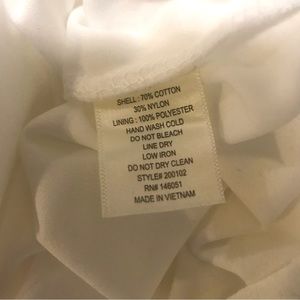 SHELL : 70% COTTON
30% NYLON
LINING : 100% POLYESTER
HAND WASH COLD
DO NOT BLEACH
LINE DRY
LOW IRON
DO NOT DRY CLEAN
STYLE# 200102
RN# 146051
MADE IN VIETNAM